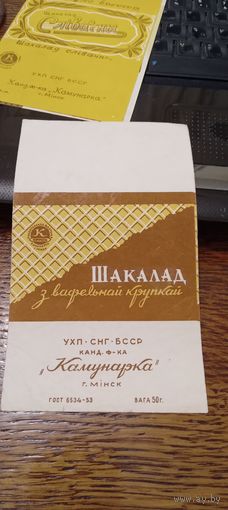 Шакалад слівачн.
УХП СНГ БССР
Канд. ф-ка „Камунарка"
г. Мінск
К
ШАКАЛАД
з вафельнай крупкай
УХП·СНГ·БССР
КАНД. Ф-КА
„Камунарка"
г. МІНСК
ГОСТ 6534-53 ВАГА 50г.
www.ay.by